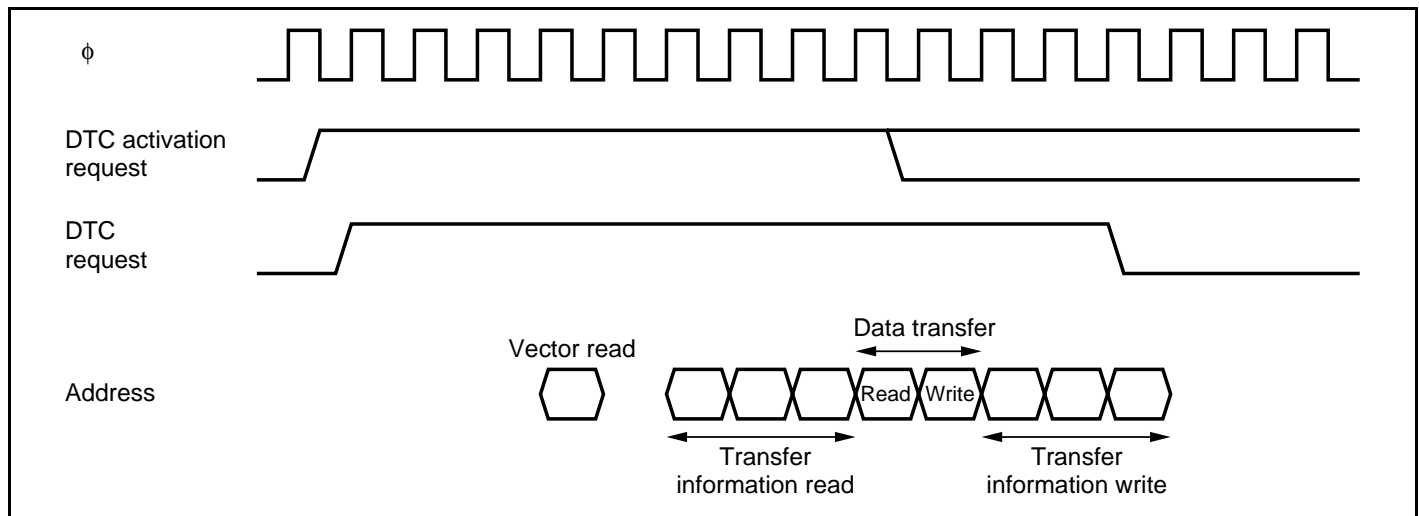 ϕ
DTC activation
request
DTC
request
Data transfer
Vector read
Address
Read Write
Transfer
information read
Transfer
information write